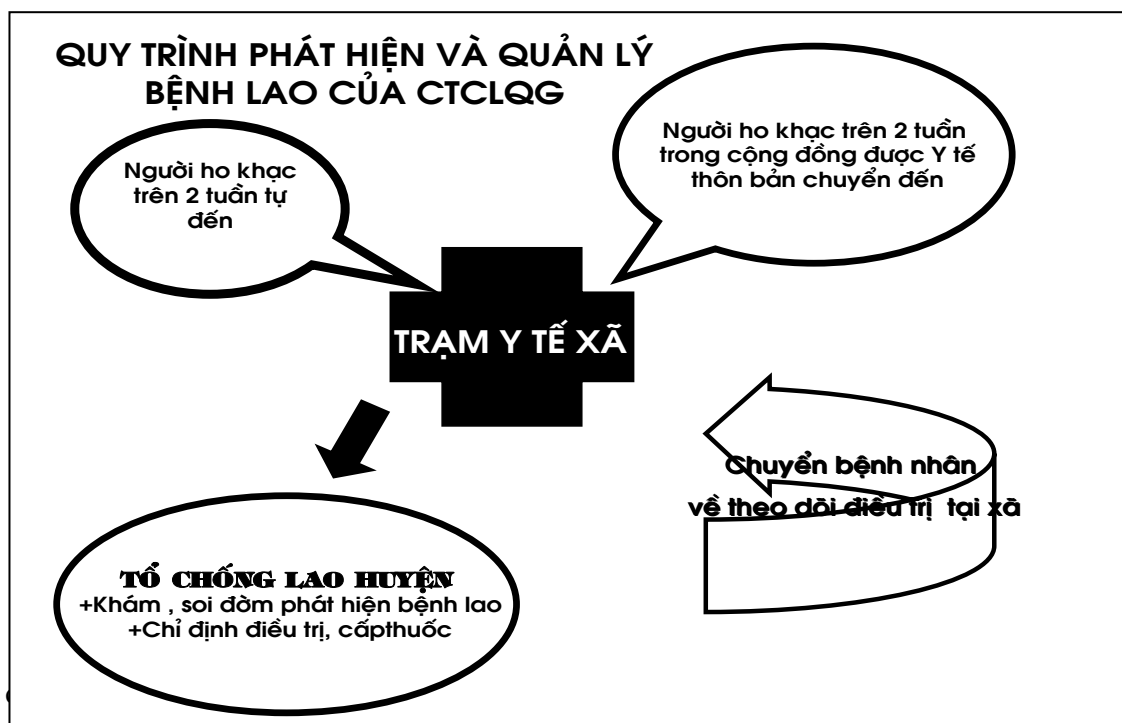 QUY TRÌNH PHÁT HIỆN VÀ QUẢN LÝ
BỆNH LAO CỦA CTCLQG
Người ho khạc
trên 2 tuần tự
đến
Người ho khạc trên 2 tuần
trong cộng đồng được Y tế
thôn bản chuyển đến
TRẠM Y TẾ XÃ
Chuyển bệnh nhân
về theo dõi điều trị tại xã
TỔ CHỐNG LAO HUYỆN
+Khám , soi đờm phát hiện bệnh lao
+Chỉ định điều trị, cấpthuốc